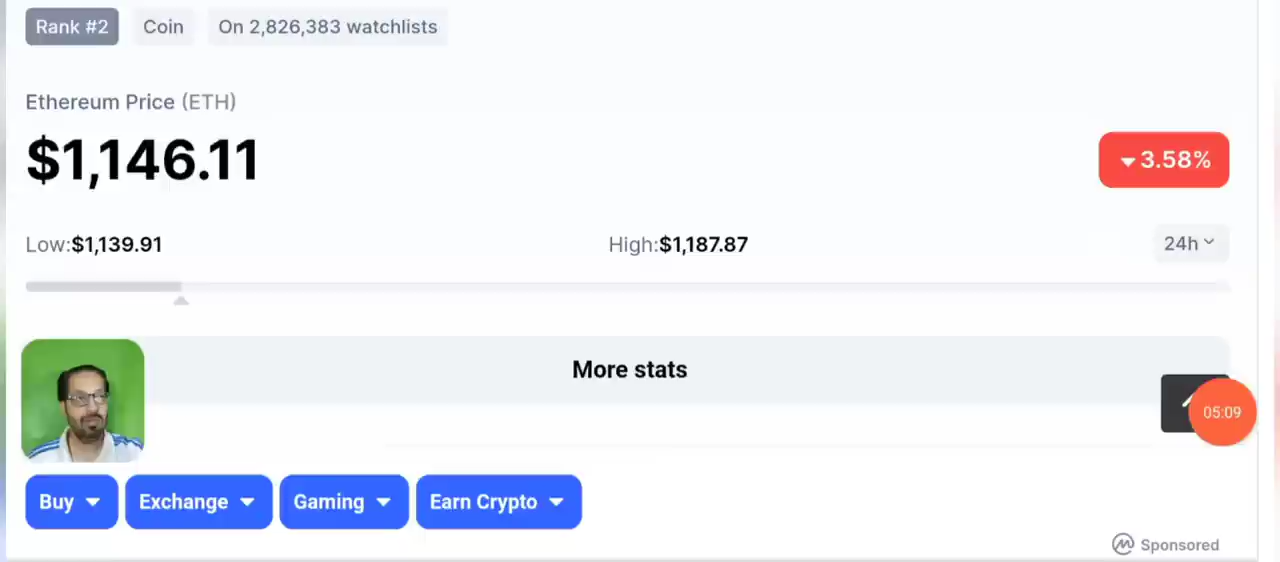 Rank #2 Coin On 2,826,383 watchlists
Ethereum Price (ETH)
$1,146.11
3.58%
Low:$1,139.91 High:$1,187.87 24h
More stats
05:09
Buy Exchange Gaming Earn Crypto
Sponsored